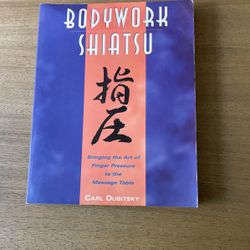 BODYWORK
SHIATSU
指
圧
Bringing the Art of
Finger Pressure
to the
Massage Table
CARL DUBITSKY